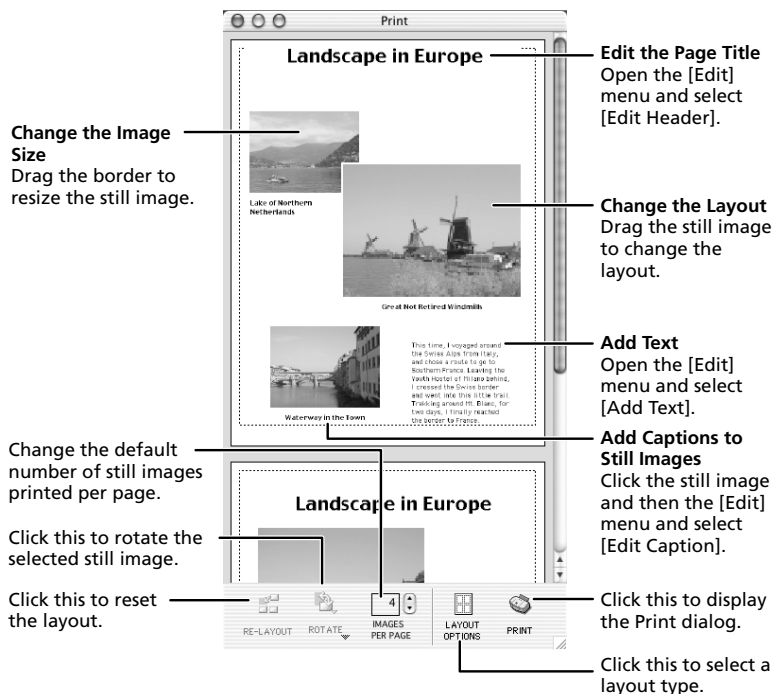 Print
Landscape in Europe
Lake of Northern
Netherlands
Great Not Retired Windmills
Waterway in the Town
This time, I voyaged around
the Swiss Alps from Italy,
and chose a route to go to
Southern France. Leaving the
Youth Hostel of Milano behind,
I crossed the Swiss border
and went into this little trail.
Trekking around Mt. Blanc, for
two days, I finally reached
the border to France.
Landscape in Europe
RE-LAYOUT
ROTATE
4
IMAGES
PER PAGE
LAYOUT
OPTIONS
PRINT
Change the Image
Size
Drag the border to
resize the still image.
Change the default
number of still images
printed per page.
Click this to rotate the
selected still image.
Click this to reset
the layout.
Edit the Page Title
Open the [Edit]
menu and select
[Edit Header].
Change the Layout
Drag the still image
to change the
layout.
Add Text
Open the [Edit]
menu and select
[Add Text].
Add Captions to
Still Images
Click the still image
and then the [Edit]
menu and select
[Edit Caption].
Click this to display
the Print dialog.
Click this to select a
layout type.